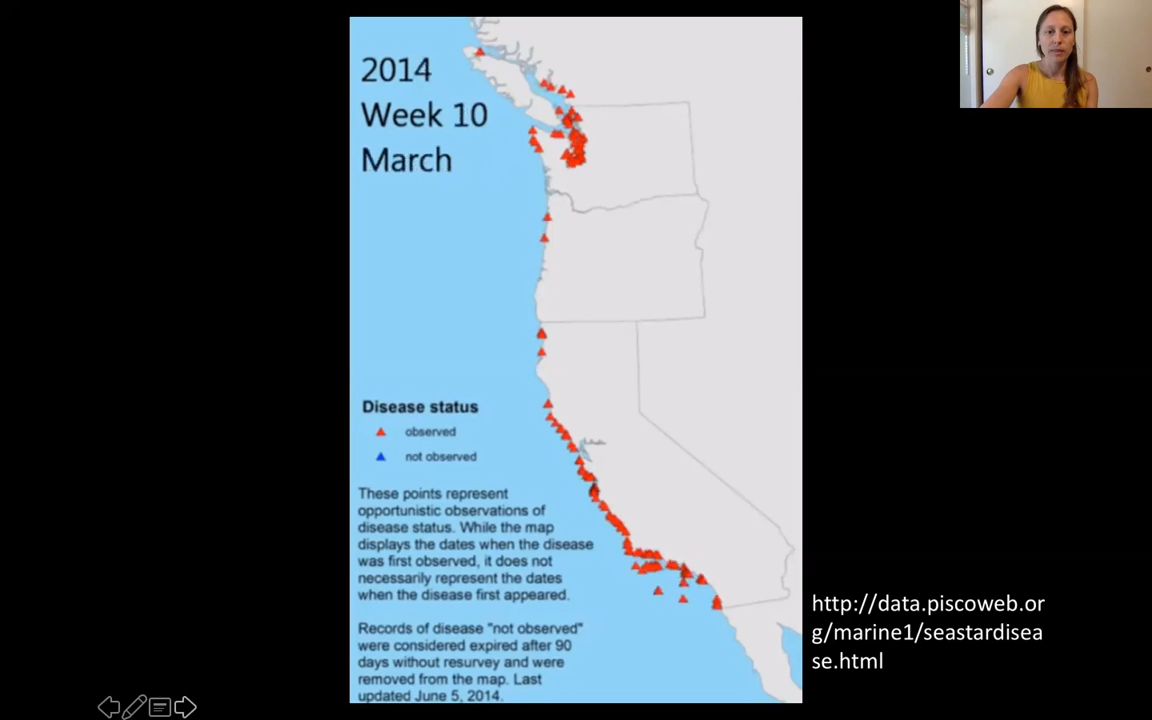 2014
Week 10
March
Disease status
observed
not observed
These points represent
opportunistic observations of
disease status. While the map
displays the dates when the disease
was first observed, it does not
necessarily represent the dates
when the disease first appeared.
Records of disease "not observed"
were considered expired after 90
days without resurvey and were
removed from the map. Last
updated June 5, 2014.
http://data.piscoweb.or
g/marine1/seastardisea
se.html